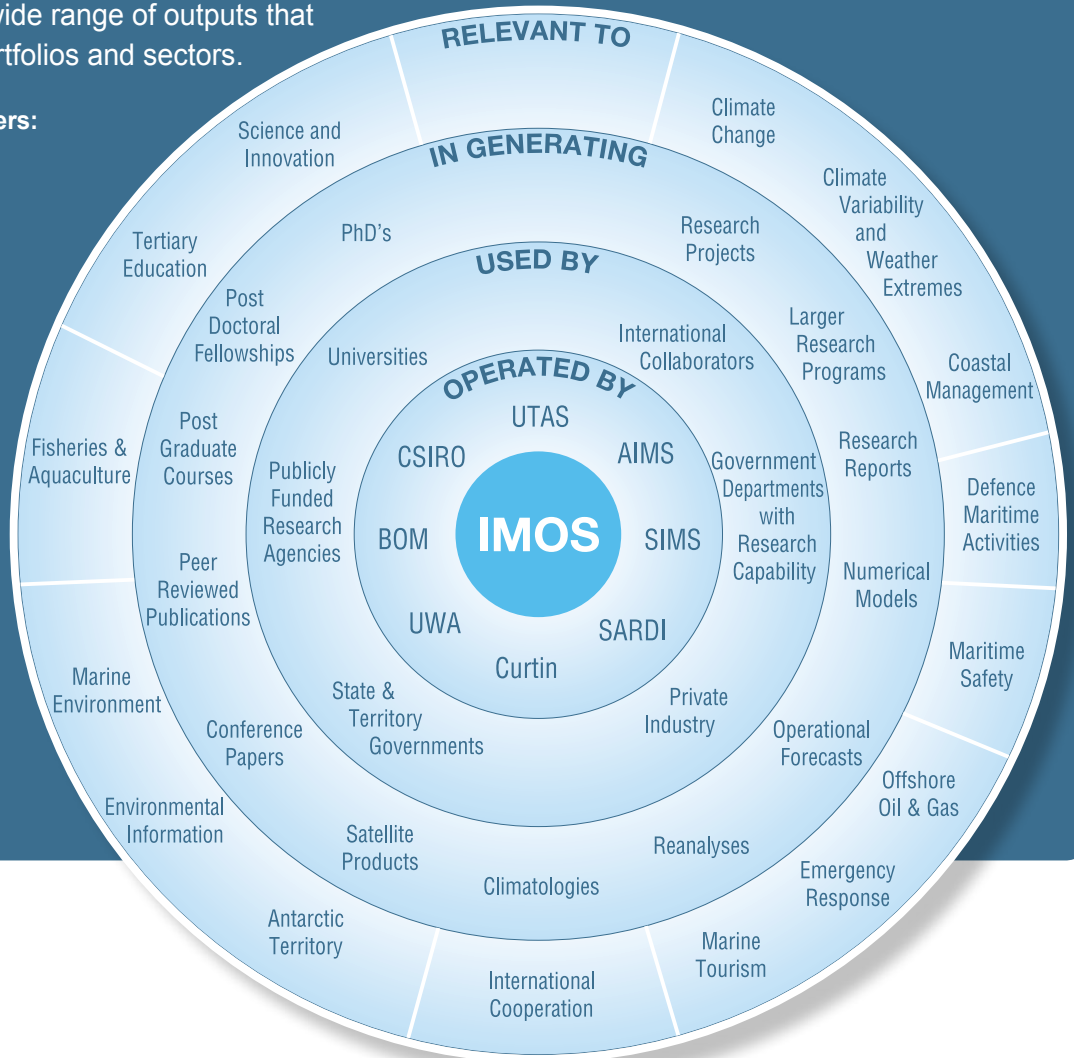 wide range of outputs that
rtfolios and sectors.
ers:
RELEVANT TO
Climate
Change
Climate
Variability
and
Weather
Extremes
Coastal
Management
Defence
Maritime
Activities
Maritime
Safety
Offshore
Oil & Gas
Emergency
Response
Marine
Tourism
International
Cooperation
Antarctic
Territory
Environmental
Information
Marine
Environment
Fisheries &
Aquaculture
Tertiary
Education
Science and
Innovation
IN GENERATING
Research
Projects
Larger
Research
Programs
Research
Reports
Numerical
Models
Operational
Forecasts
Reanalyses
Climatologies
Satellite
Products
Conference
Papers
Peer
Reviewed
Publications
Post
Graduate
Courses
Post
Doctoral
Fellowships
PhD's
USED BY
International
Collaborators
Government
Departments
with
Research
Capability
Private
Industry
State &
Territory
Governments
Publicly
Funded
Research
Agencies
Universities
OPERATED BY
UTAS
AIMS
SIMS
SARDI
Curtin
UWA
BOM
CSIRO
IMOS